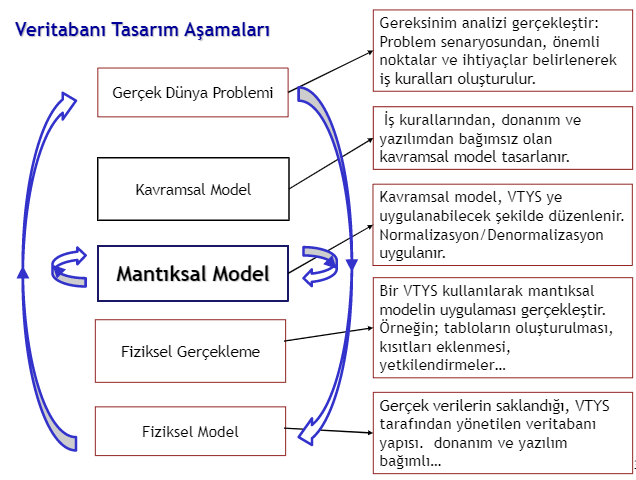 Veritabanı Tasarım Aşamaları
Gerçek Dünya Problemi
Kavramsal Model
Mantıksal Model
Fiziksel Gerçekleme
Fiziksel Model
Gereksinim analizi gerçekleştir:
Problem senaryosundan, önemli
noktalar ve ihtiyaçlar belirlenerek
iş kuralları oluşturulur.
İş kurallarından, donanım ve
yazılımdan bağımsız olan
kavramsal model tasarlanır.
Kavramsal model, VTYS ye
uygulanabilecek şekilde düzenlenir.
Normalizasyon/Denormalizasyon
uygulanır.
Bir VTYS kullanılarak mantıksal
modelin uygulaması gerçekleştir.
Örneğin; tabloların oluşturulması,
kısıtları eklenmesi,
yetkilendirmeler…
Gerçek verilerin saklandığı, VTYS
tarafından yönetilen veritabanı
yapısı. donanım ve yazılım
bağımlı…